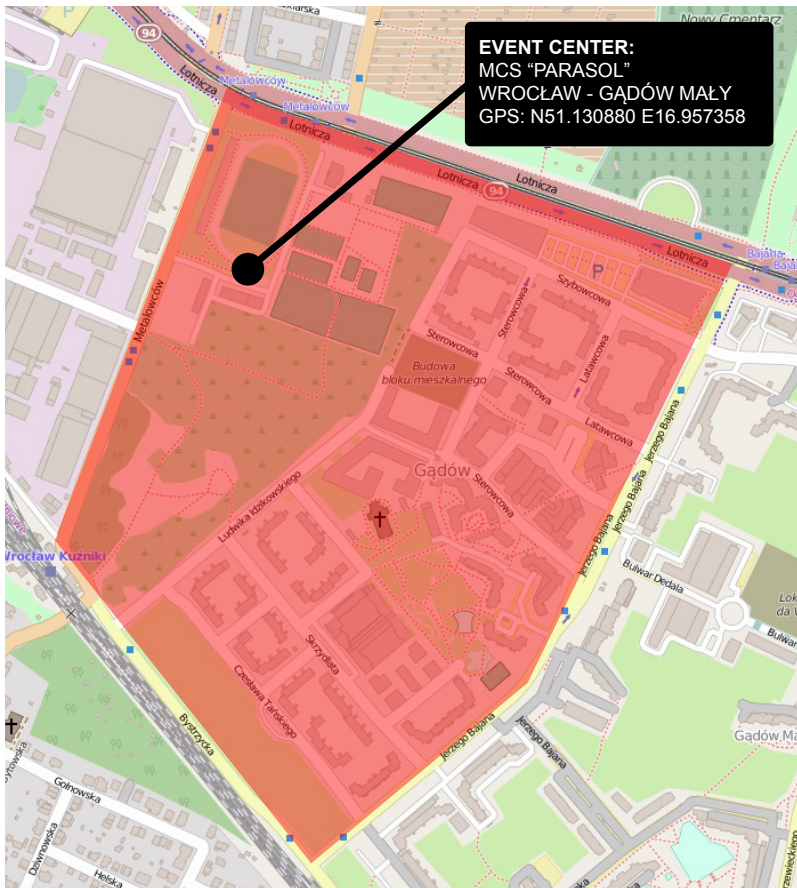 Nowy Cmentarz
EVENT CENTER:
MCS “PARASOL”
WROCŁAW - GĄDÓW MAŁY
GPS: N51.130880 E16.957358
P
94
Lotnicza
Metalowców
Metalowców
Lotnicza
Lotnicza
94
Lotnicza
Lotnicza
Bajana
Metalowców
P
Szybowcowa
Sterowcowa
Sterowcowa
Latawcowa
Budowa
bloku mieszkalnego
Sterowcowa
Latawcowa
Jerzego Bajana
Gądów
Sterowcowa
Ludwika Idzikowskiego
Jerzego Bajana
Jerzego Bajana
Wrocław Kuźniki
Bulwar Dedala
Skrzydlata
Czesława Tańskiego
Bystrzycka
Jerzego Bajana
Jerzego Bajana
Gądów Ma
Gołnowska
Dziwnowska
Helska